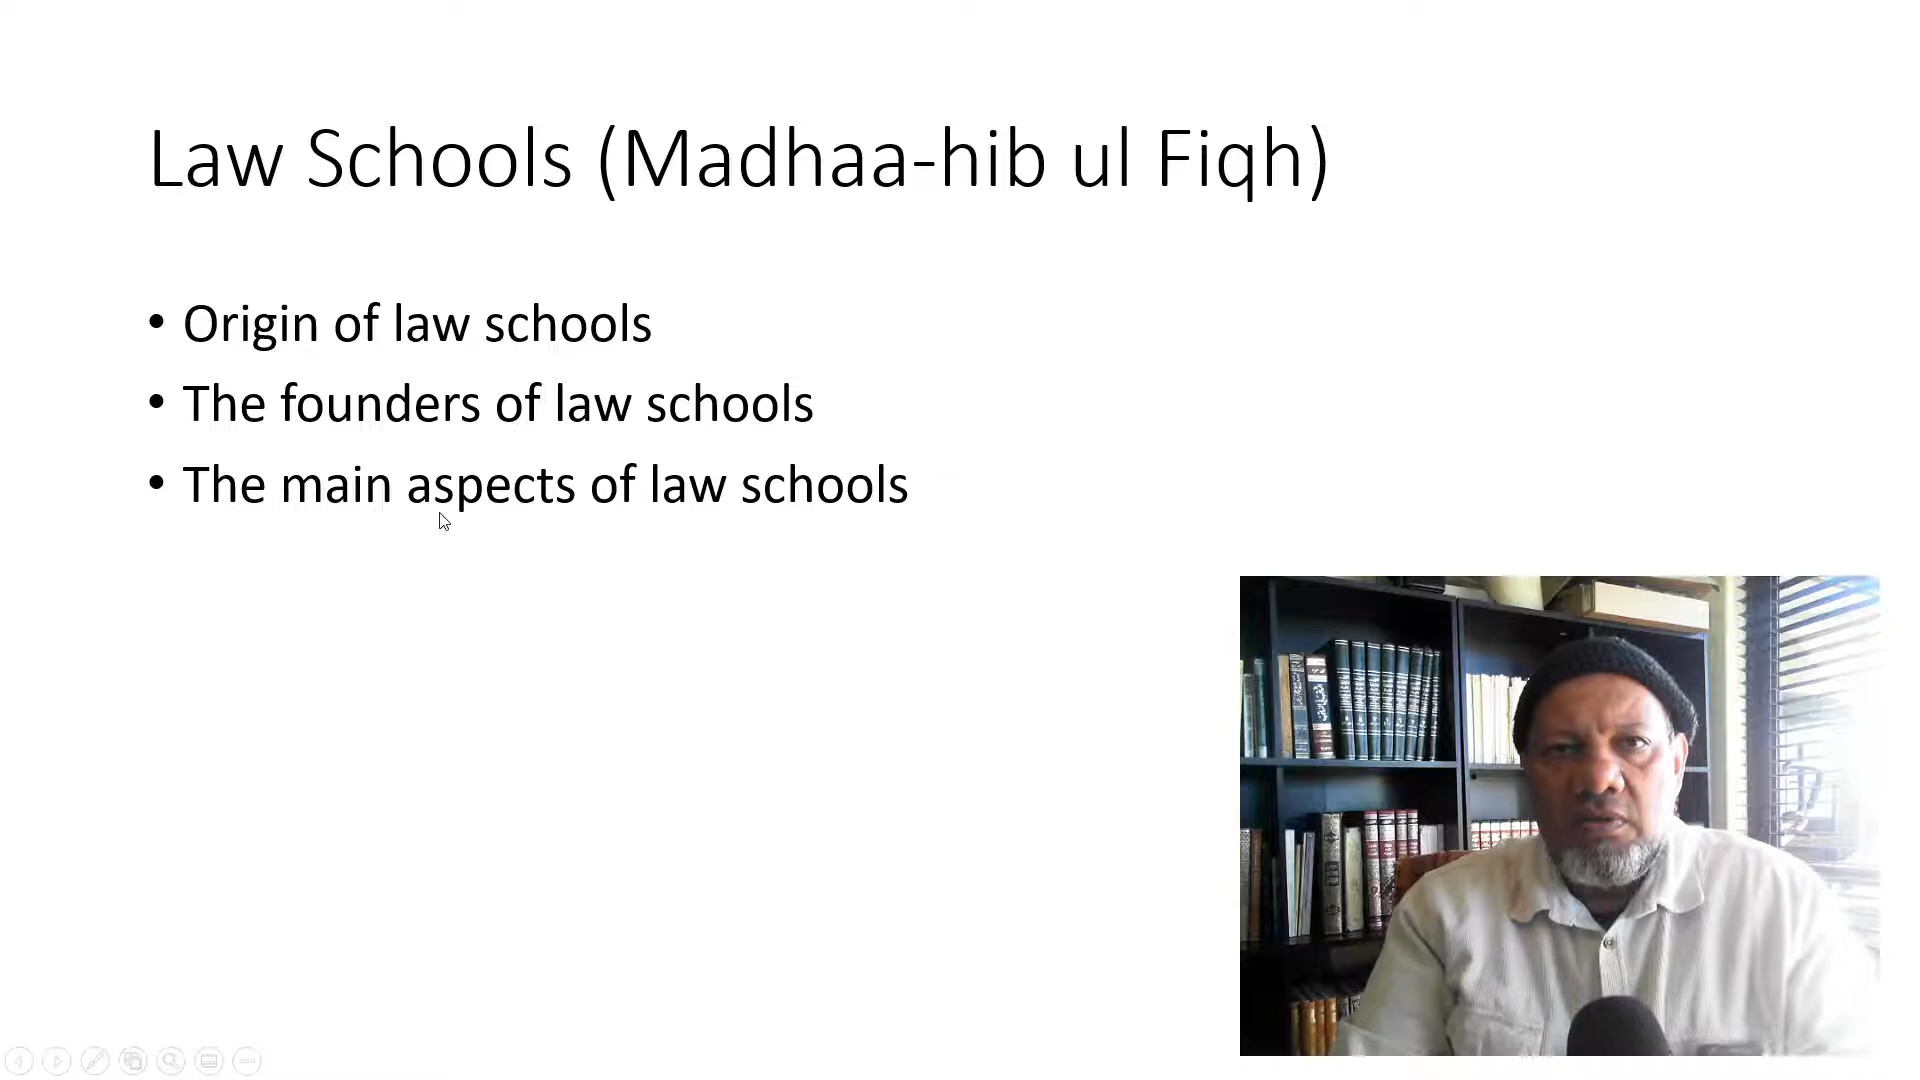 Law Schools (Madhaa-hib ul Fiqh)
• Origin of law schools
• The founders of law schools
• The main aspects of law schools